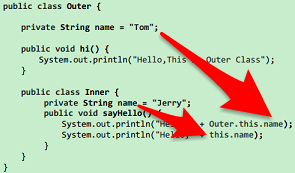 public class Outer {
private String name = "Tom";
public void hi() {
System.out.println("Hello,This Outer Class");
}
public class Inner {
private String name = "Jerry";
public void sayHello() {
System.out.println("Hel + Outer.this.name);
System.out.println("Hello, + this.name);
}
}
}